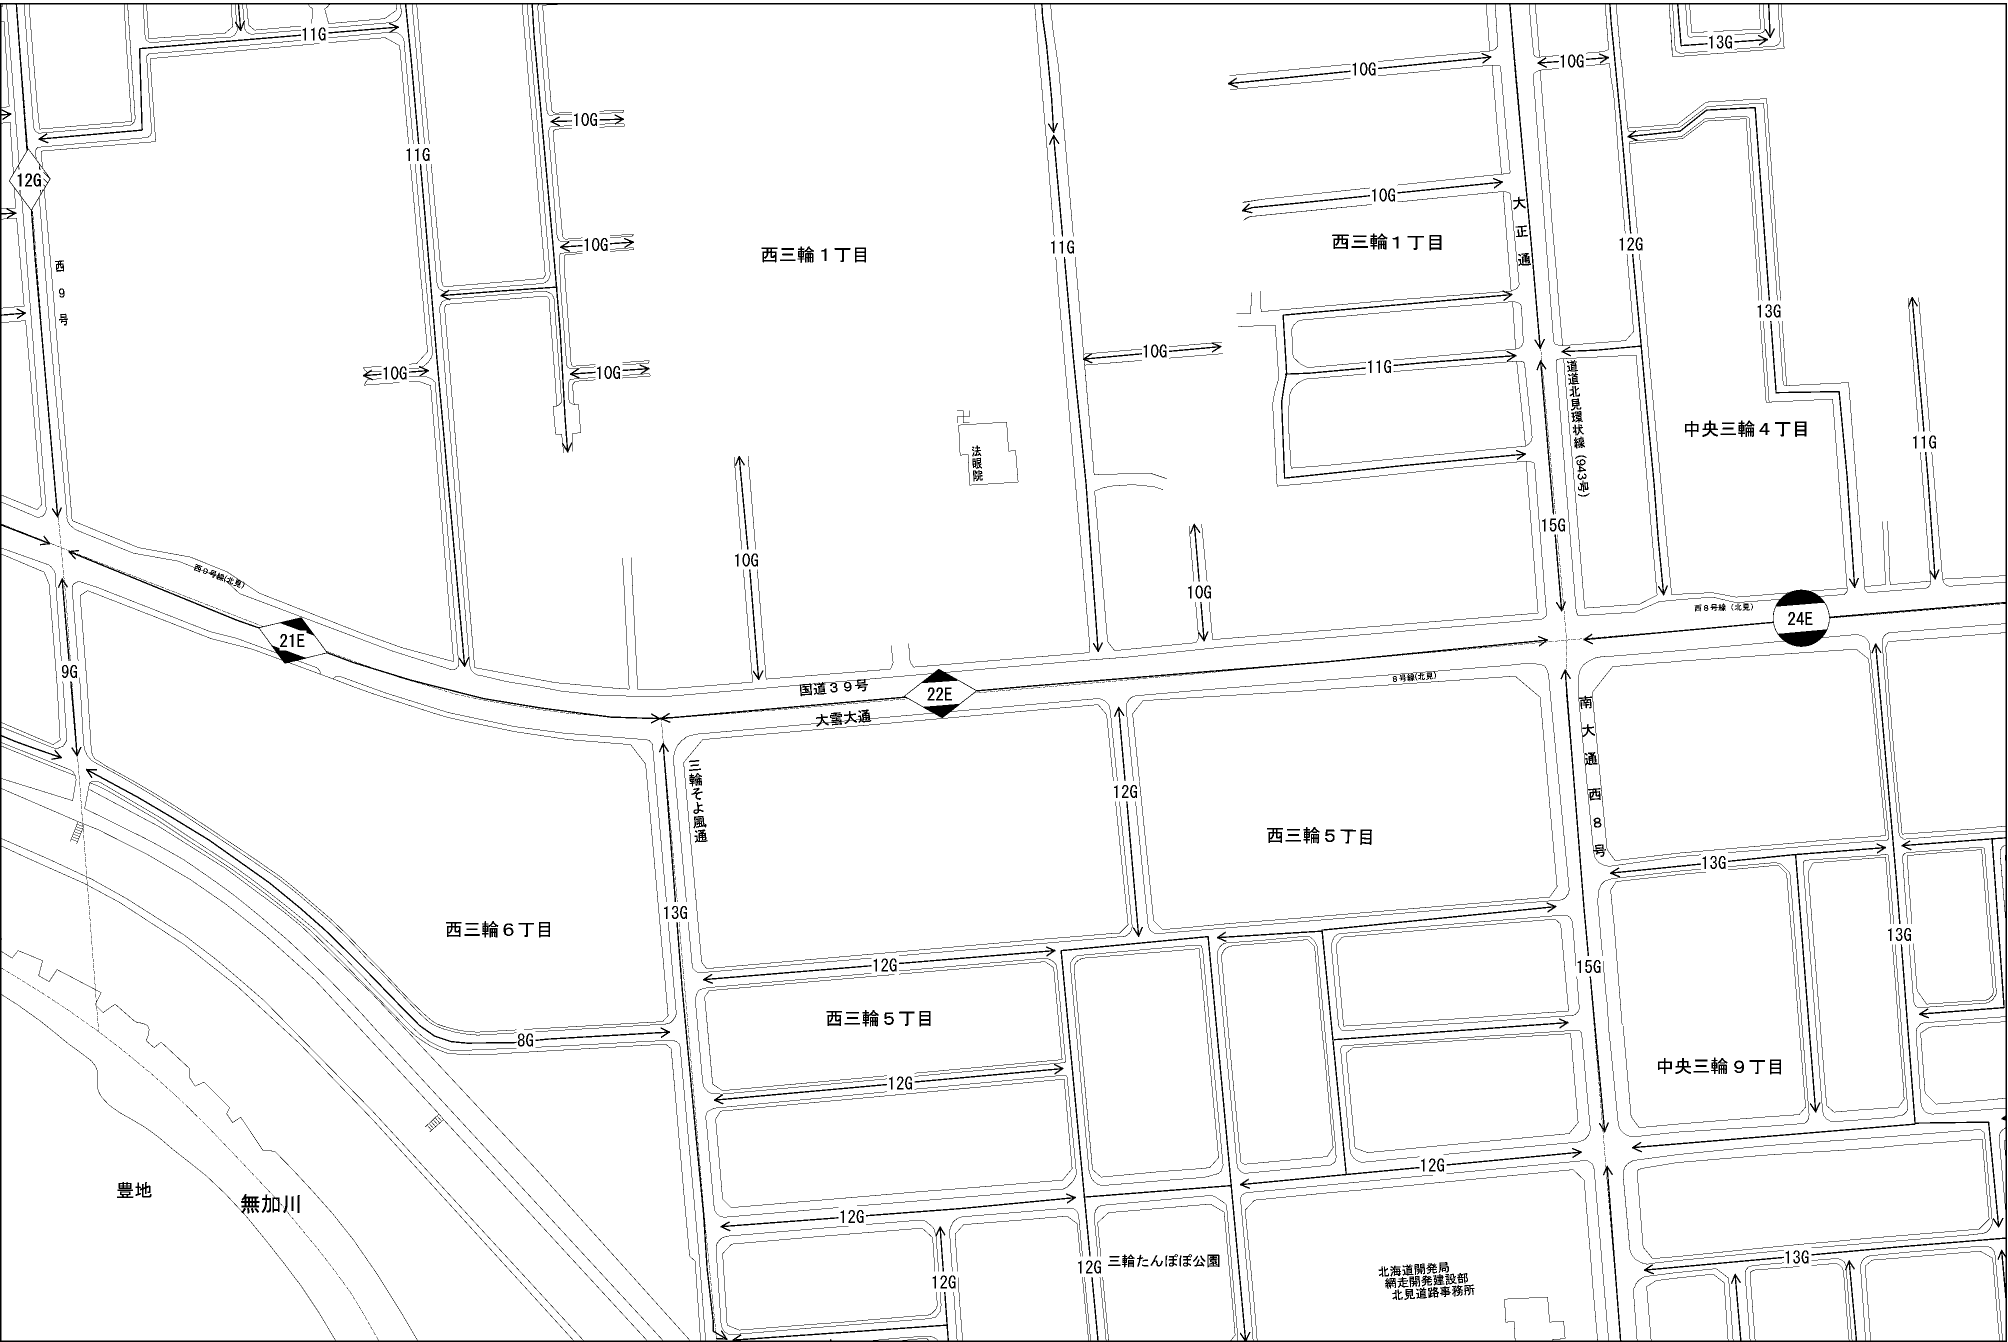 11G
13G
10G
10G
10G
11G
12G
10G
大正通
西三輪１丁目
西三輪１丁目
11G
12G
10G
西９号
13G
10G
11G
10G
10G
道道北見環状線（943号）
中央三輪４丁目
11G
法眼院
15G
10G
西９号線(北見)
10G
西８号線（北見）
24E
21E
9G
国道３９号
22E
8号線(北見)
大雪大通
南大通西８号
三輪そよ風通
12G
西三輪５丁目
13G
13G
西三輪６丁目
13G
12G
15G
西三輪５丁目
8G
中央三輪９丁目
12G
12G
豊地
無加川
12G
三輪たんぽぽ公園
12G
13G
12G
北海道開発局
網走開発建設部
北見道路事務所